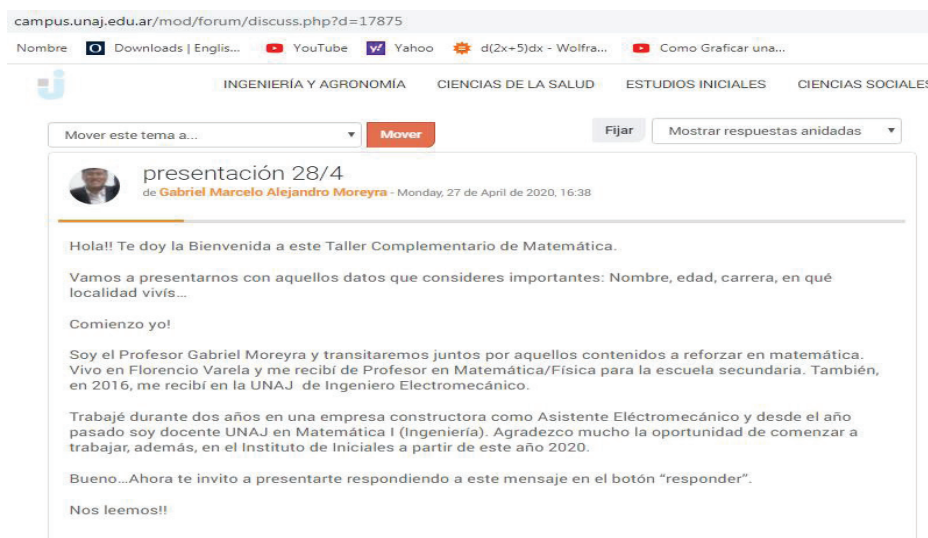 campus.unaj.edu.ar/mod/forum/discuss.php?d=17875
Nombre Downloads | Englis... YouTube Yahoo d(2x+5)dx - Wolfra... Como Graficar una...
INGENIERÍA Y AGRONOMÍA CIENCIAS DE LA SALUD ESTUDIOS INICIALES CIENCIAS SOCIALES
Mover este tema a... Mover Fijar Mostrar respuestas anidadas
presentación 28/4
de Gabriel Marcelo Alejandro Moreyra - Monday, 27 de April de 2020, 16:38
Hola!! Te doy la Bienvenida a este Taller Complementario de Matemática.
Vamos a presentarnos con aquellos datos que consideres importantes: Nombre, edad, carrera, en qué
localidad vivís...
Comienzo yo!
Soy el Profesor Gabriel Moreyra y transitaremos juntos por aquellos contenidos a reforzar en matemática.
Vivo en Florencio Varela y me recibí de Profesor en Matemática/Física para la escuela secundaria. También,
en 2016, me recibí en la UNAJ de Ingeniero Electromecánico.
Trabajé durante dos años en una empresa constructora como Asistente Eléctromecánico y desde el año
pasado soy docente UNAJ en Matemática I (Ingeniería). Agradezco mucho la oportunidad de comenzar a
trabajar, además, en el Instituto de Iniciales a partir de este año 2020.
Bueno...Ahora te invito a presentarte respondiendo a este mensaje en el botón “responder”.
Nos leemos!!